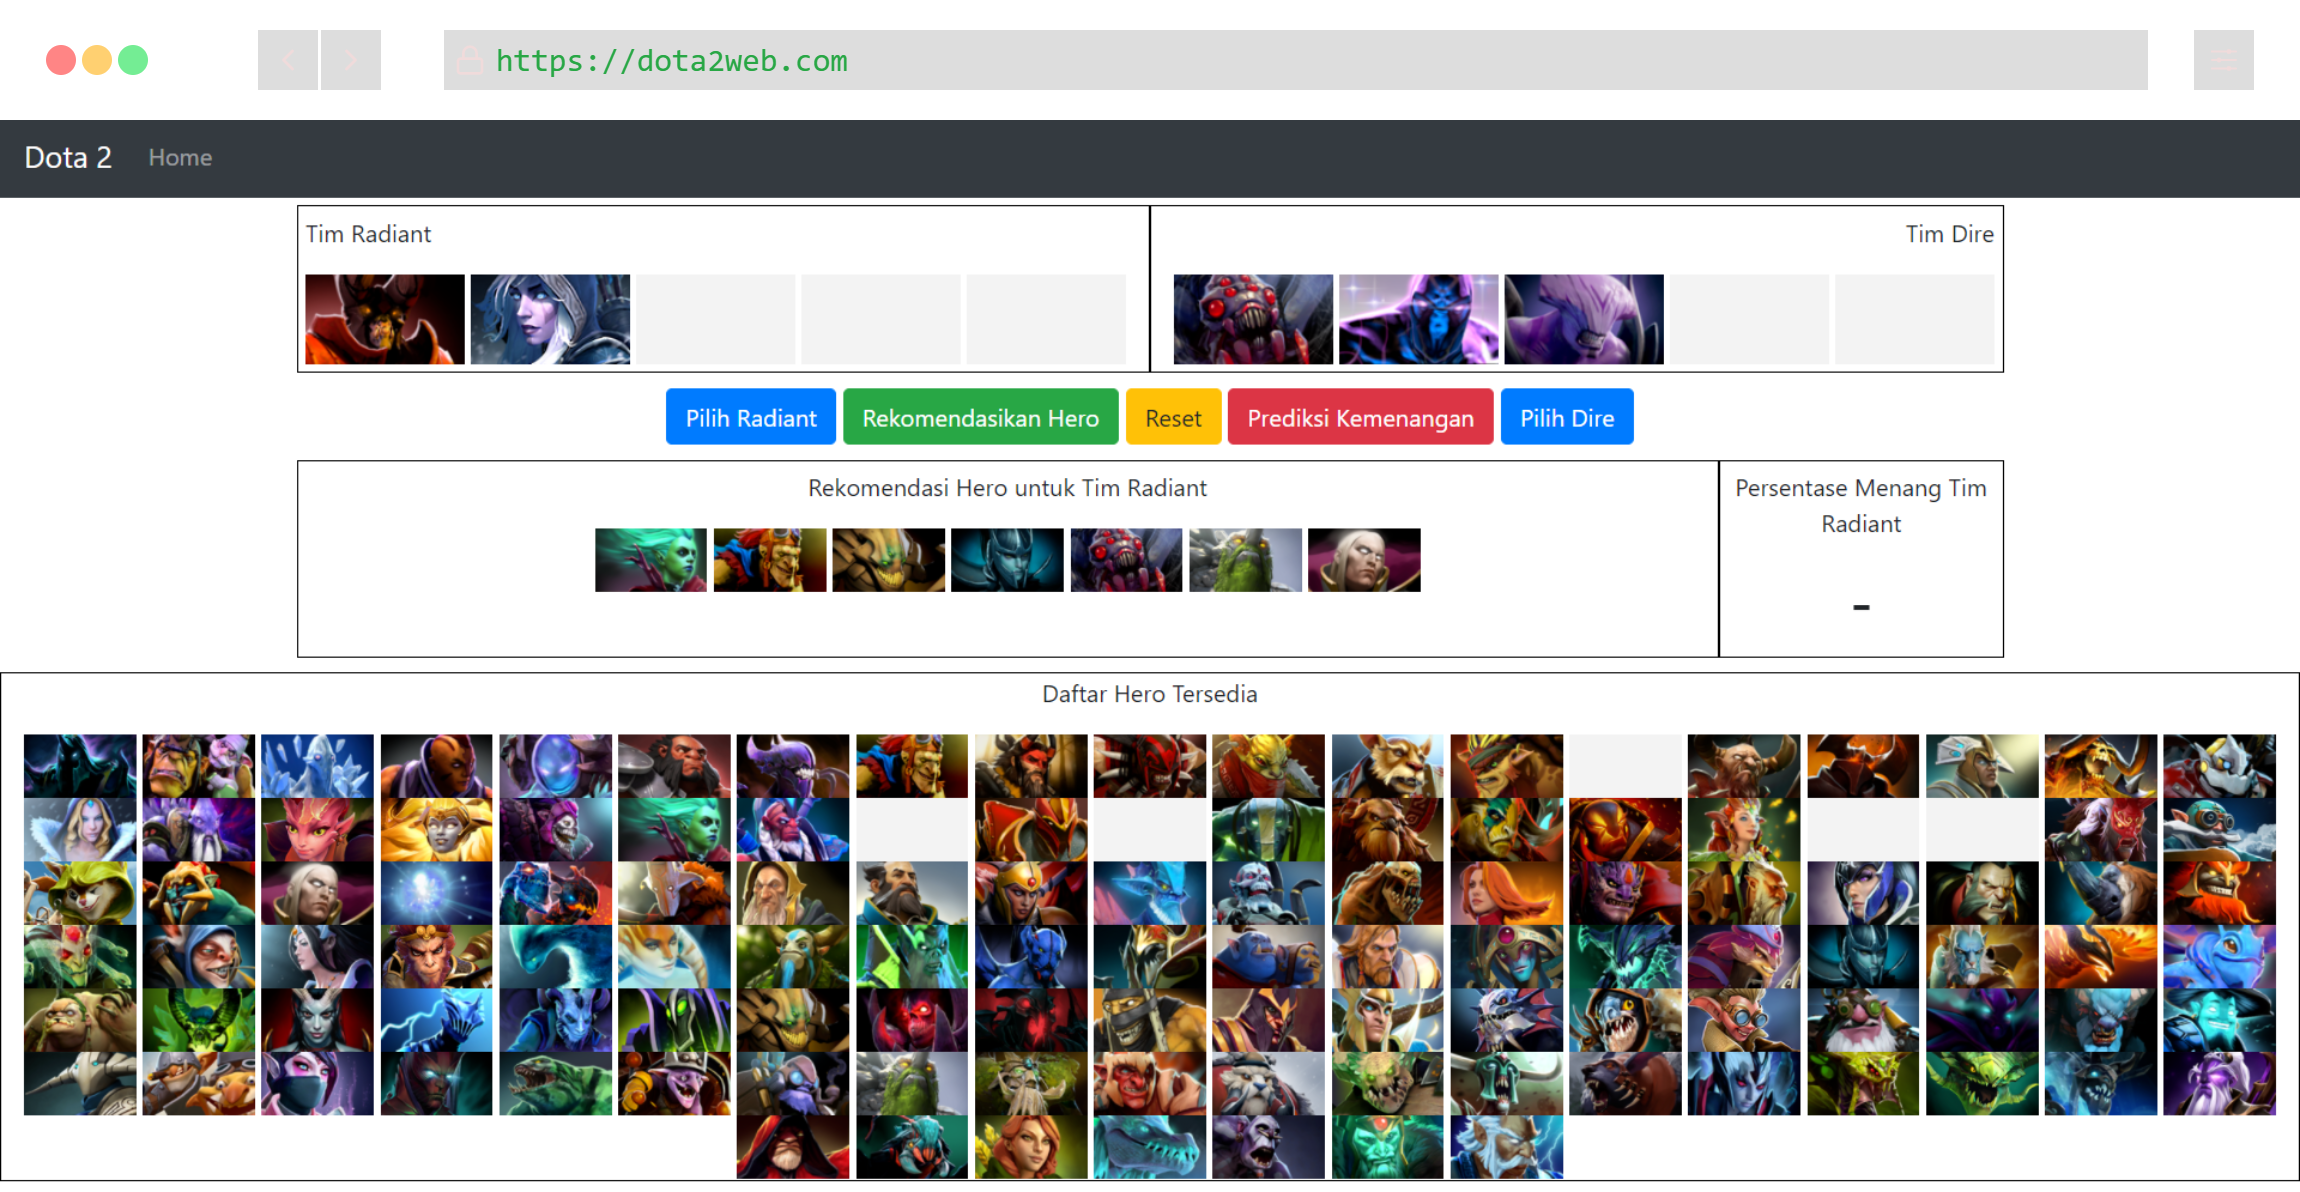 https://dota2web.com
Dota 2 Home
Tim Radiant
Tim Dire
Pilih Radiant
Rekomendasikan Hero
Reset
Prediksi Kemenangan
Pilih Dire
Rekomendasi Hero untuk Tim Radiant
Persentase Menang Tim
Radiant
-
Daftar Hero Tersedia